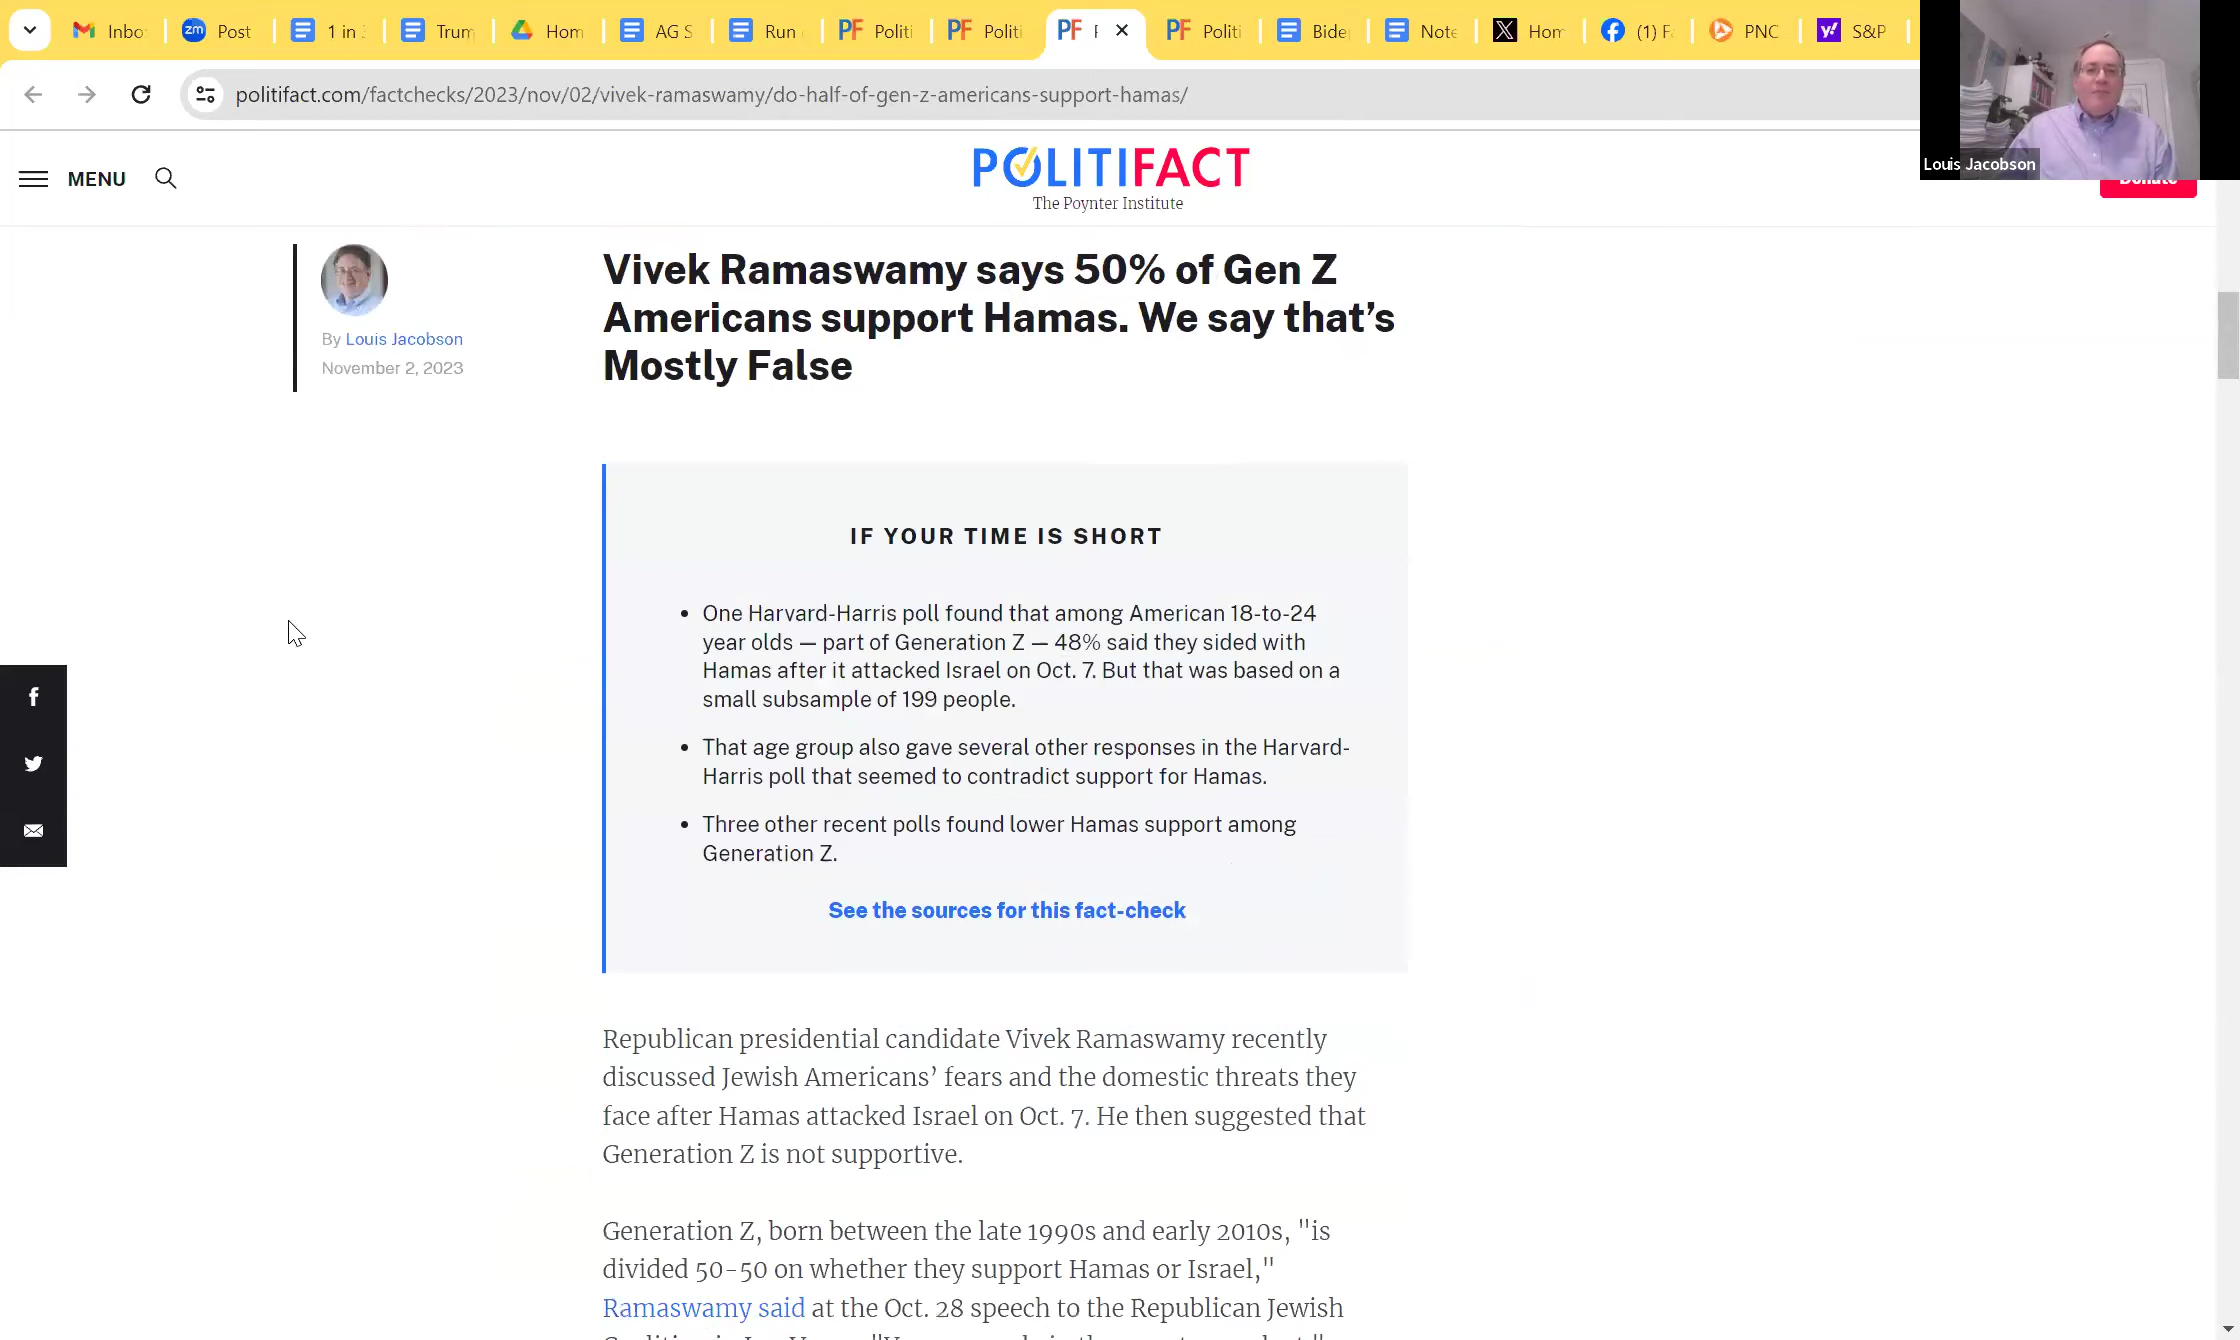 Inbo
Post
1 in
Trum
Hom
AG S
Run
Politi
Politi
Politi
Bide
Note
Hom
(1) F
PNC
S&P
politifact.com/factchecks/2023/nov/02/vivek-ramaswamy/do-half-of-gen-z-americans-support-hamas/
Louis Jacobson
MENU
POLITIFACT
The Poynter Institute
Donate
By Louis Jacobson
November 2, 2023
Vivek Ramaswamy says 50% of Gen Z
Americans support Hamas. We say that’s
Mostly False
IF YOUR TIME IS SHORT
• One Harvard-Harris poll found that among American 18-to-24
year olds — part of Generation Z — 48% said they sided with
Hamas after it attacked Israel on Oct. 7. But that was based on a
small subsample of 199 people.
• That age group also gave several other responses in the Harvard-
Harris poll that seemed to contradict support for Hamas.
• Three other recent polls found lower Hamas support among
Generation Z.
See the sources for this fact-check
Republican presidential candidate Vivek Ramaswamy recently
discussed Jewish Americans’ fears and the domestic threats they
face after Hamas attacked Israel on Oct. 7. He then suggested that
Generation Z is not supportive.
Generation Z, born between the late 1990s and early 2010s, "is
divided 50-50 on whether they support Hamas or Israel,"
Ramaswamy said at the Oct. 28 speech to the Republican Jewish